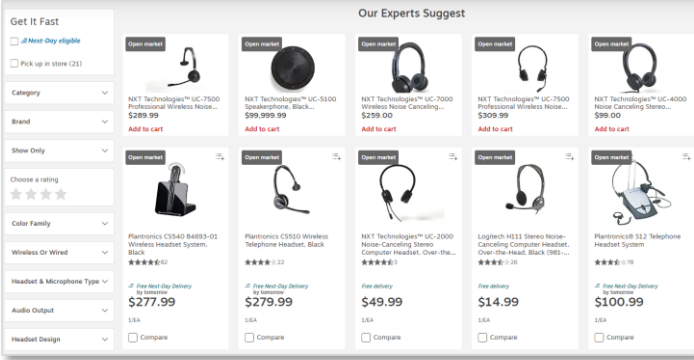 Get It Fast
Next-Day eligible
Pick up in store (21)
Category
Brand
Show Only
Choose a rating
Color Family
Wireless Or Wired
Headset & Microphone Type
Audio Output
Headset Design
Our Experts Suggest
Open market
NXT Technologies™ UC-7500
Professional Wireless Noise...
$289.99
Add to cart
Open market
NXT Technologies™ UC-5100
Speakerphone, Black...
$99,999.99
Add to cart
Open market
NXT Technologies™ UC-7000
Wireless Noise Canceling...
$259.00
Add to cart
Open market
NXT Technologies™ UC-7500
Professional Wireless Noise...
$309.99
Add to cart
Open market
NXT Technologies™ UC-4000
Noise Canceling Stereo...
$99.00
Add to cart
Open market
Plantronics CS540 84693-01
Wireless Headset System,
Black
62
Free Next-Day Delivery
by tomorrow
$277.99
1/EA
Compare
Open market
Plantronics CS510 Wireless
Telephone Headset, Black
22
Free Next-Day Delivery
by tomorrow
$279.99
1/EA
Compare
Open market
NXT Technologies™ UC-2000
Noise-Canceling Stereo
Computer Headset, Over-the...
3
Free delivery
$49.99
1/EA
Compare
Open market
Logitech H111 Stereo Noise-
Canceling Computer Headset,
Over-the-Head, Black (981-...
26
Free delivery
$14.99
1/EA
Compare
Open market
Plantronics® S12 Telephone
Headset System
78
Free Next-Day Delivery
by tomorrow
$100.99
1/EA
Compare